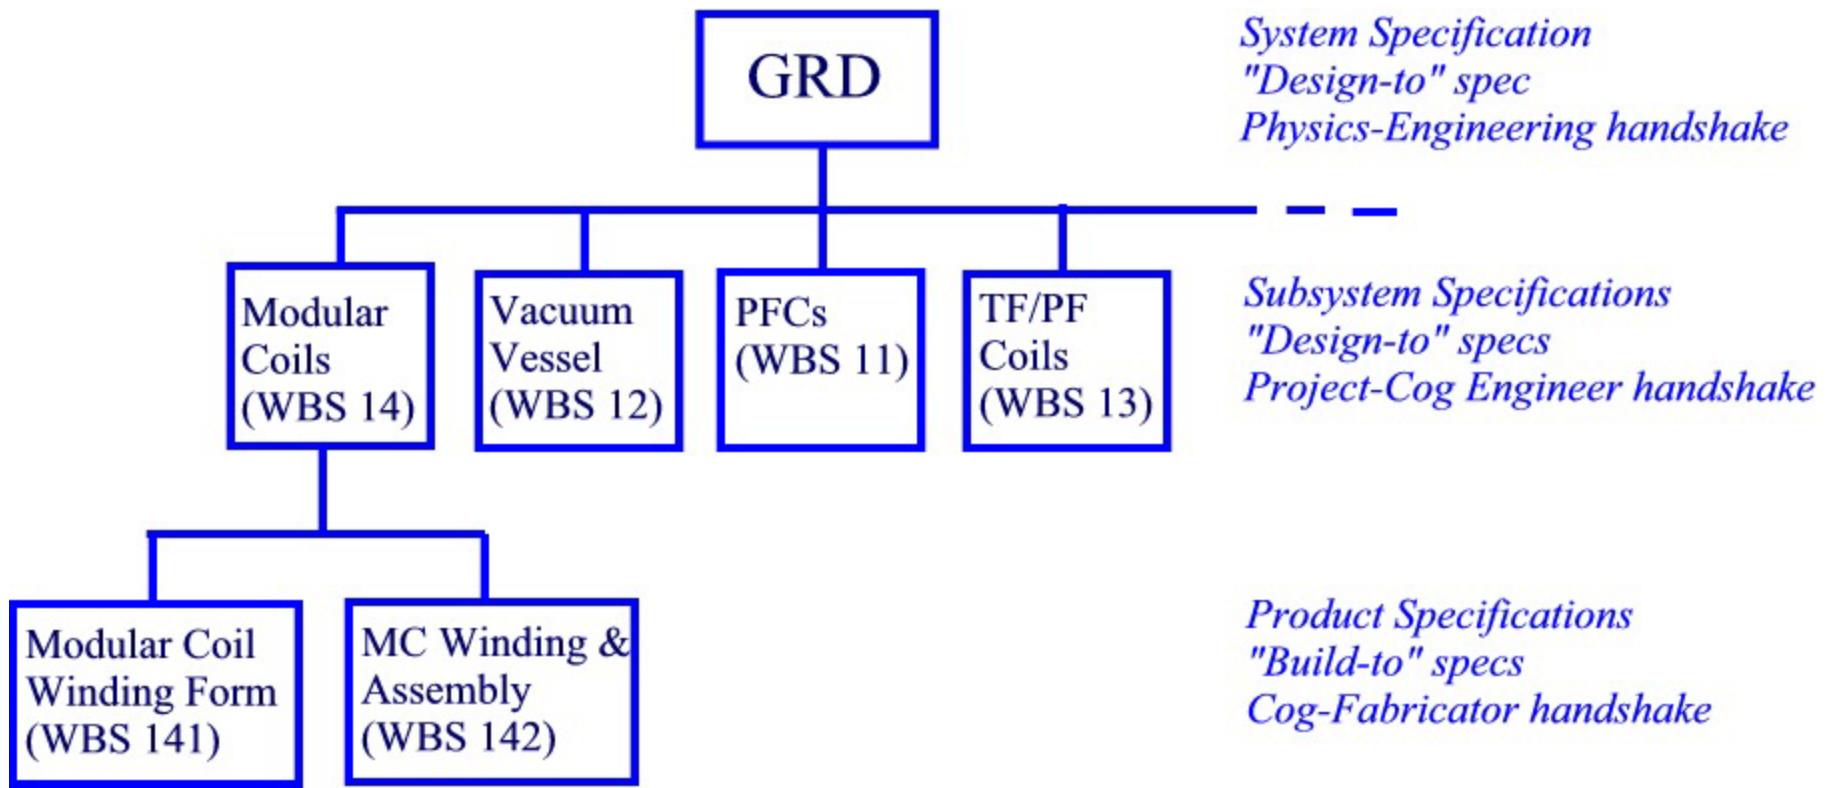 GRD
System Specification
"Design-to" spec
Physics-Engineering handshake
Modular
Coils
(WBS 14)
Vacuum
Vessel
(WBS 12)
PFCs
(WBS 11)
TF/PF
Coils
(WBS 13)
Subsystem Specifications
"Design-to" specs
Project-Cog Engineer handshake
Modular Coil
Winding Form
(WBS 141)
MC Winding &
Assembly
(WBS 142)
Product Specifications
"Build-to" specs
Cog-Fabricator handshake